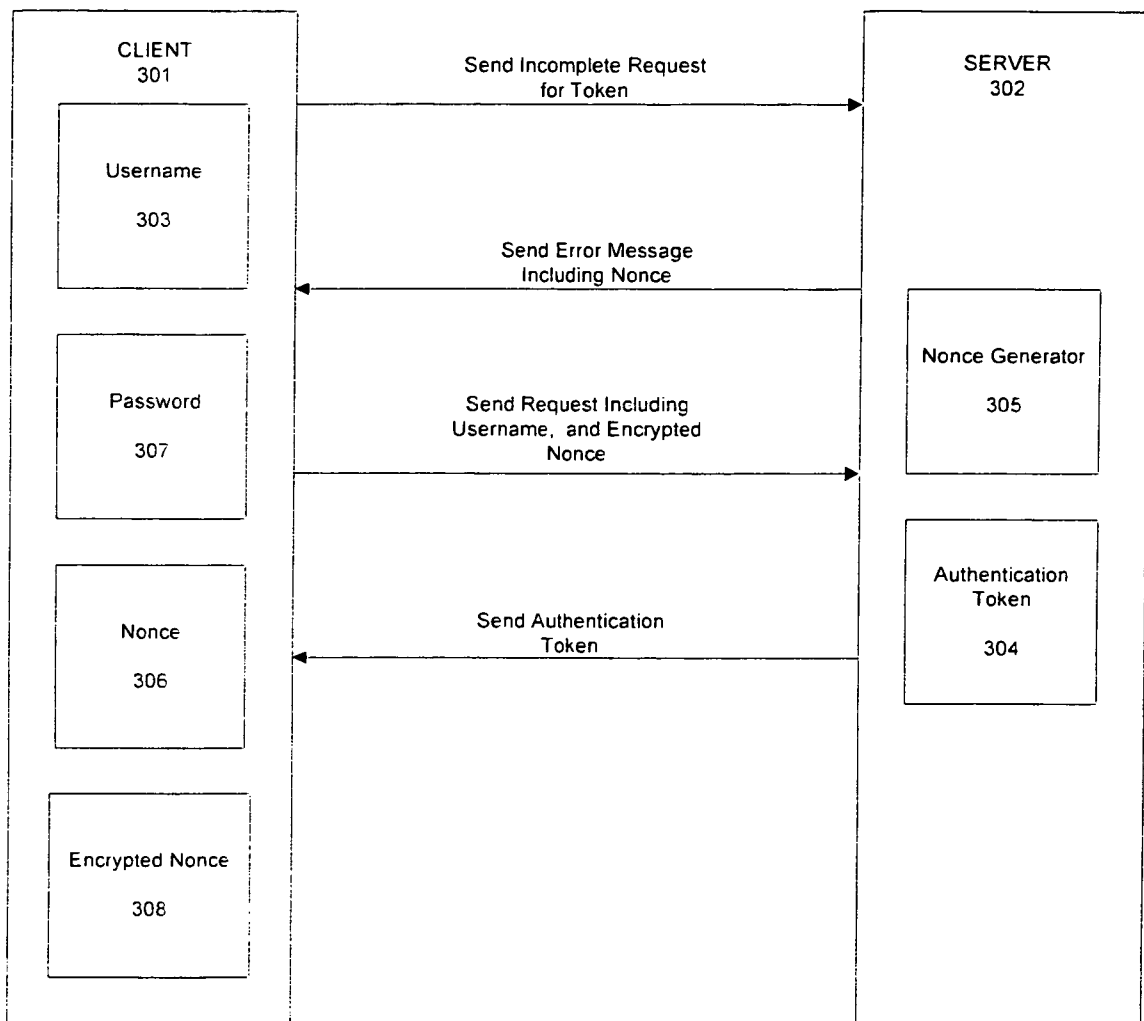 CLIENT
301
Send Incomplete Request
for Token
SERVER
302
Username
303
Send Error Message
Including Nonce
Nonce Generator
305
Password
307
Send Request Including
Username, and Encrypted
Nonce
Authentication
Token
304
Nonce
306
Send Authentication
Token
Encrypted Nonce
308